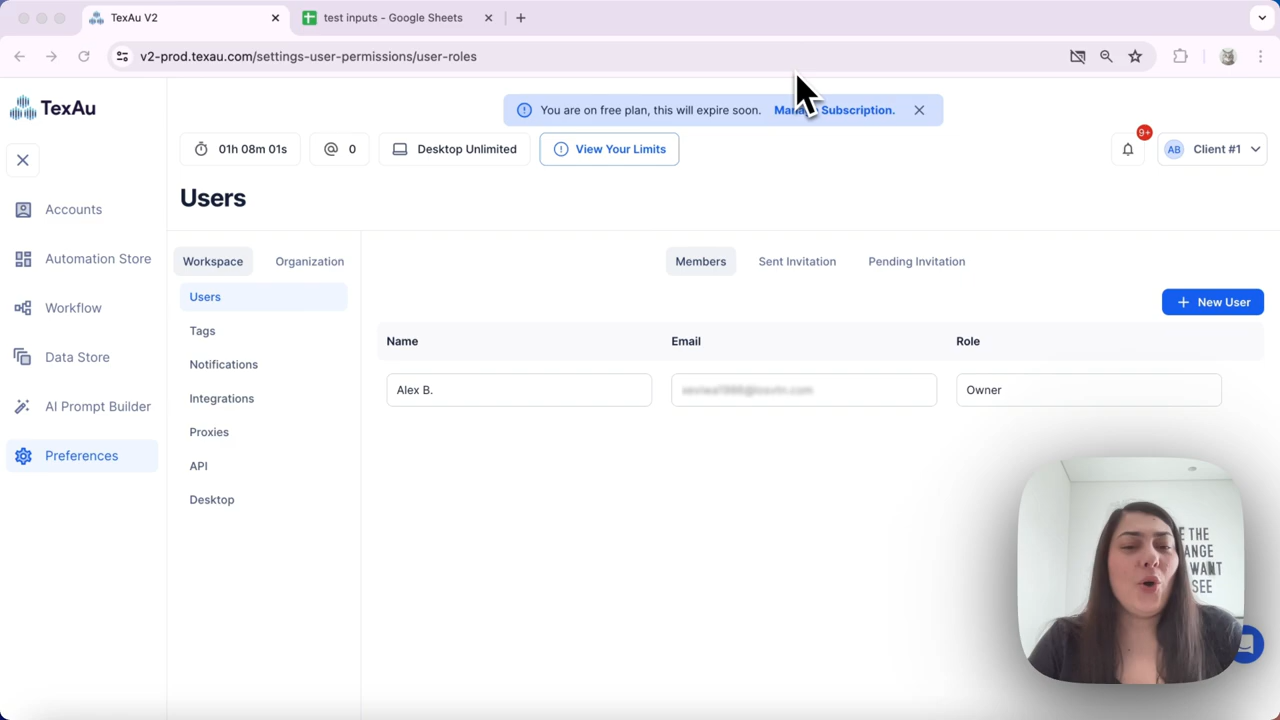 TexAu V2
test inputs - Google Sheets
v2-prod.texau.com/settings-user-permissions/user-roles
TexAu
You are on free plan, this will expire soon.
Subscription.
01h 08m 01s
0
Desktop Unlimited
View Your Limits
9+
AB
Client #1
Users
Accounts
Automation Store
Workflow
Data Store
AI Prompt Builder
Preferences
Workspace
Organization
Users
Tags
Notifications
Integrations
Proxies
API
Desktop
Members
Sent Invitation
Pending Invitation
New User
Name
Email
Role
Alex B.
Owner
THE
WANT
SEE